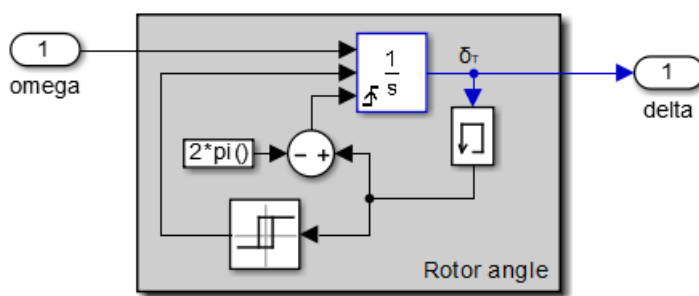 1
omega
1
s
δT
1
delta
2*pi()
- +
Rotor angle